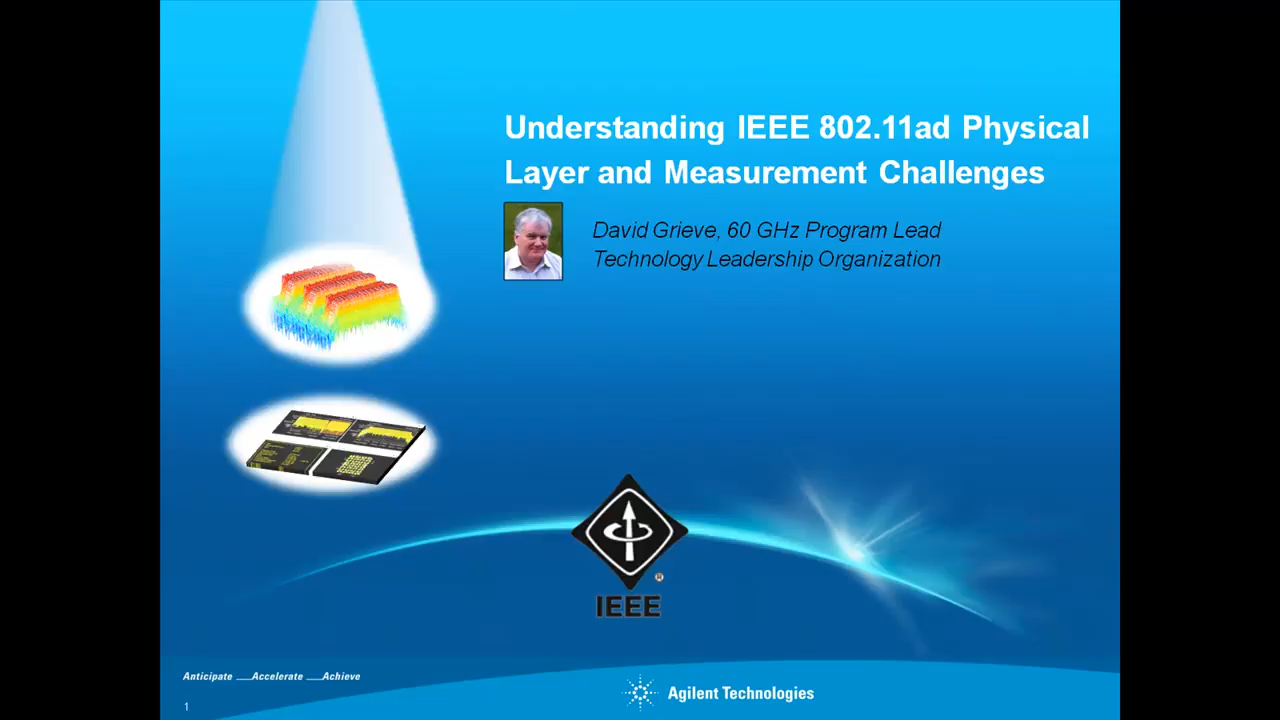 Understanding IEEE 802.11ad Physical
Layer and Measurement Challenges
David Grieve, 60 GHz Program Lead
Technology Leadership Organization
®
IEEE
Anticipate ___Accelerate ___Achieve
Agilent Technologies
1